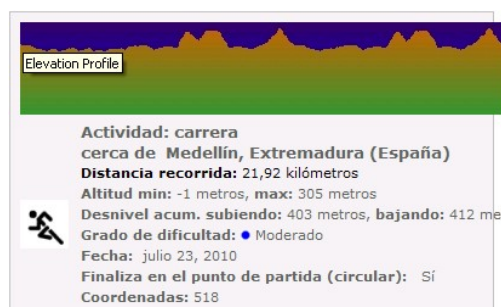 Elevation Profile
Actividad: carrera
cerca de Medellín, Extremadura (España)
Distancia recorrida: 21,92 kilómetros
Altitud min: -1 metros, max: 305 metros
Desnivel acum. subiendo: 403 metros, bajando: 412 me
Grado de dificultad: Moderado
Fecha: julio 23, 2010
Finaliza en el punto de partida (circular): Sí
Coordenadas: 518